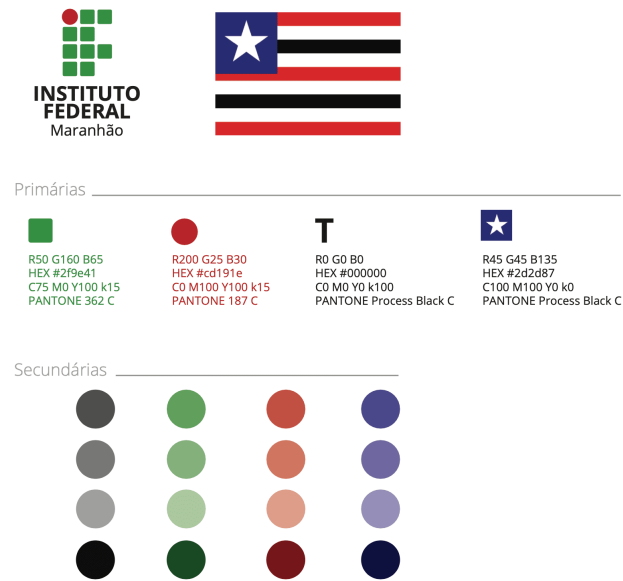 INSTITUTO
FEDERAL
Maranhão
Primárias
R50 G160 B65
HEX #2f9e41
C75 M0 Y100 k15
PANTONE 362 C
R200 G25 B30
HEX #cd191e
C0 M100 Y100 k15
PANTONE 187 C
T
R0 G0 B0
HEX #000000
C0 M0 Y0 k100
PANTONE Process Black C
R45 G45 B135
HEX #2d2d87
C100 M100 Y0 k0
PANTONE Process Black C
Secundárias